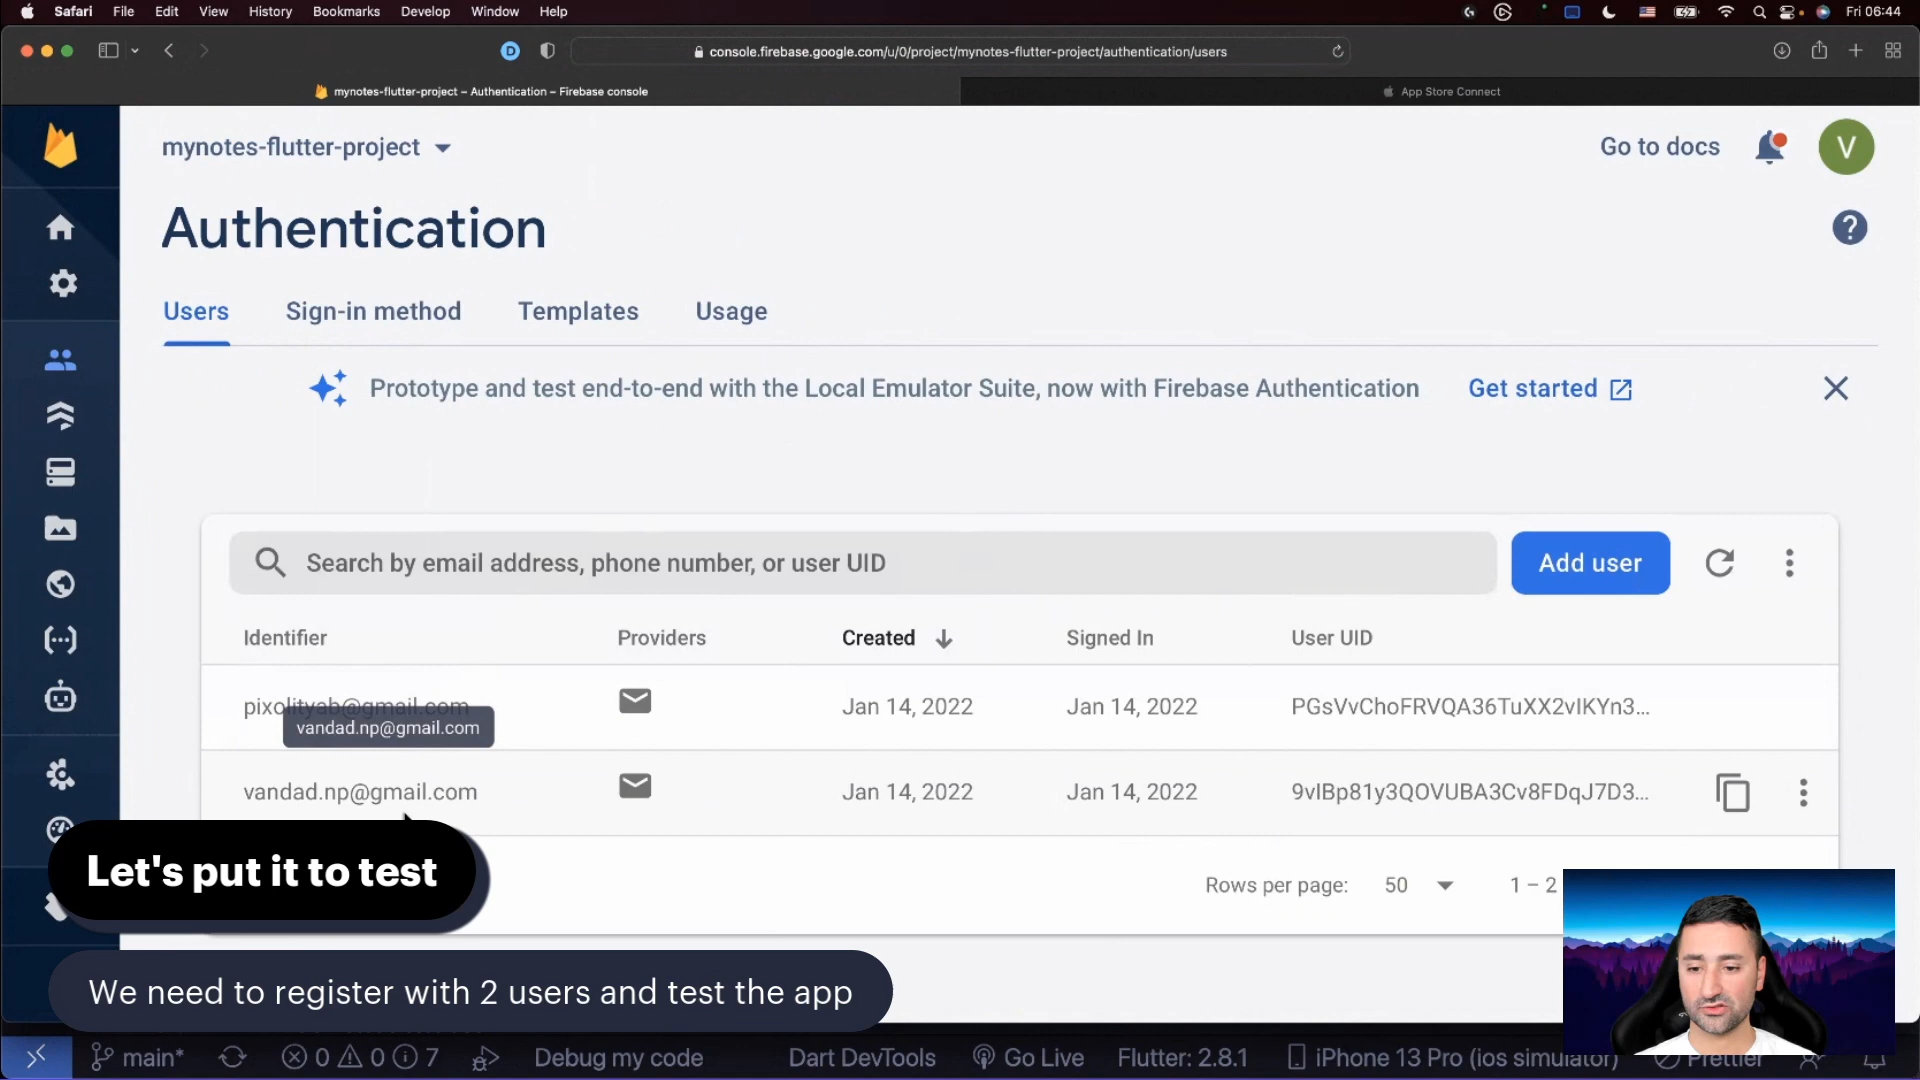 Safari File Edit View History Bookmarks Develop Window Help Fri 06:44
console.firebase.google.com/u/0/project/mynotes-flutter-project/authentication/users
mynotes-flutter-project – Authentication – Firebase console App Store Connect
mynotes-flutter-project Go to docs V
Authentication
Users Sign-in method Templates Usage
Prototype and test end-to-end with the Local Emulator Suite, now with Firebase Authentication Get started
Search by email address, phone number, or user UID Add user
Identifier Providers Created Signed In User UID
pixolityab@gmail.com Jan 14, 2022 Jan 14, 2022 PGsVvChoFRVQA36TuXX2vIKYn3...
vandad.np@gmail.com
vandad.np@gmail.com Jan 14, 2022 Jan 14, 2022 9vIBp81y3QOVUBA3Cv8FDqJ7D3...
Let's put it to test
Rows per page: 50 1 – 2
We need to register with 2 users and test the app
main* 0 0 7 Debug my code Dart DevTools Go Live Flutter: 2.8.1 iPhone 13 Pro (ios simulator) Prettier